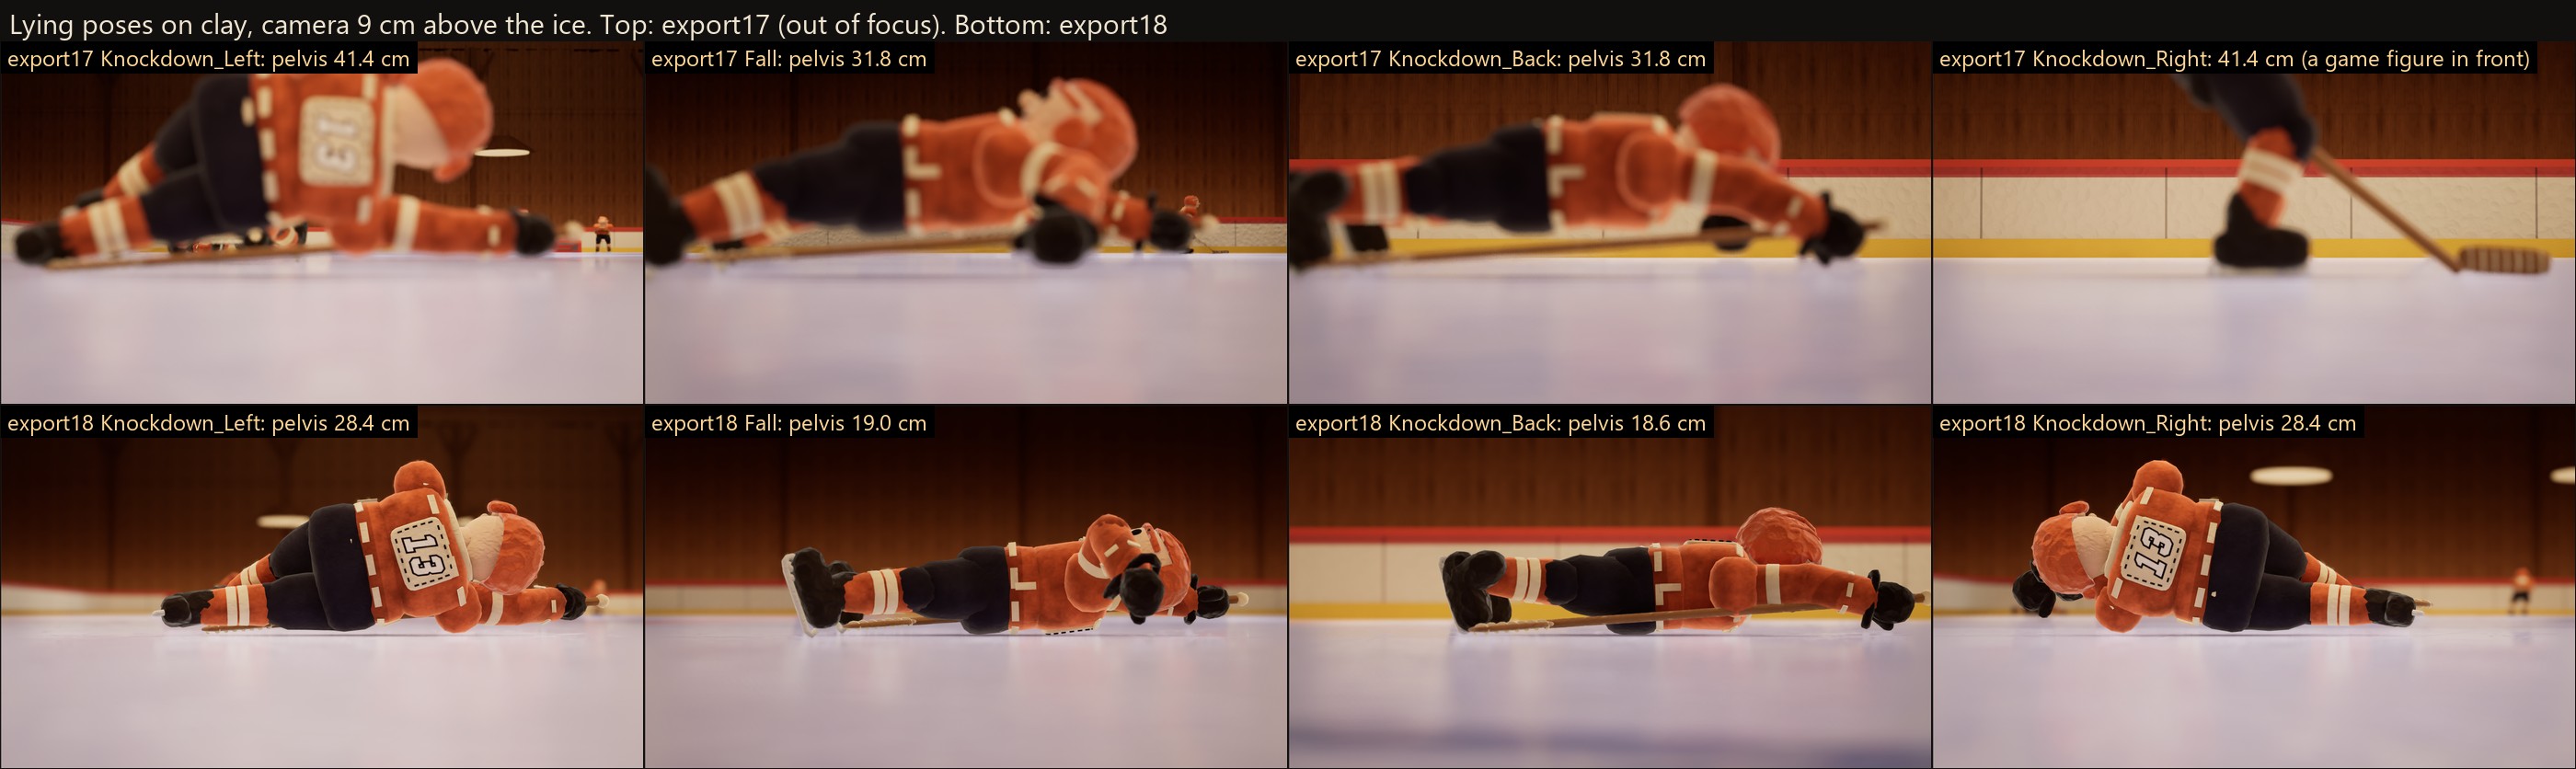 Lying poses on clay, camera 9 cm above the ice. Top: export17 (out of focus). Bottom: export18
export17 Knockdown_Left: pelvis 41.4 cm
export17 Fall: pelvis 31.8 cm
export17 Knockdown_Back: pelvis 31.8 cm
export17 Knockdown_Right: 41.4 cm (a game figure in front)
13
export18 Knockdown_Left: pelvis 28.4 cm
export18 Fall: pelvis 19.0 cm
export18 Knockdown_Back: pelvis 18.6 cm
export18 Knockdown_Right: pelvis 28.4 cm
13
13